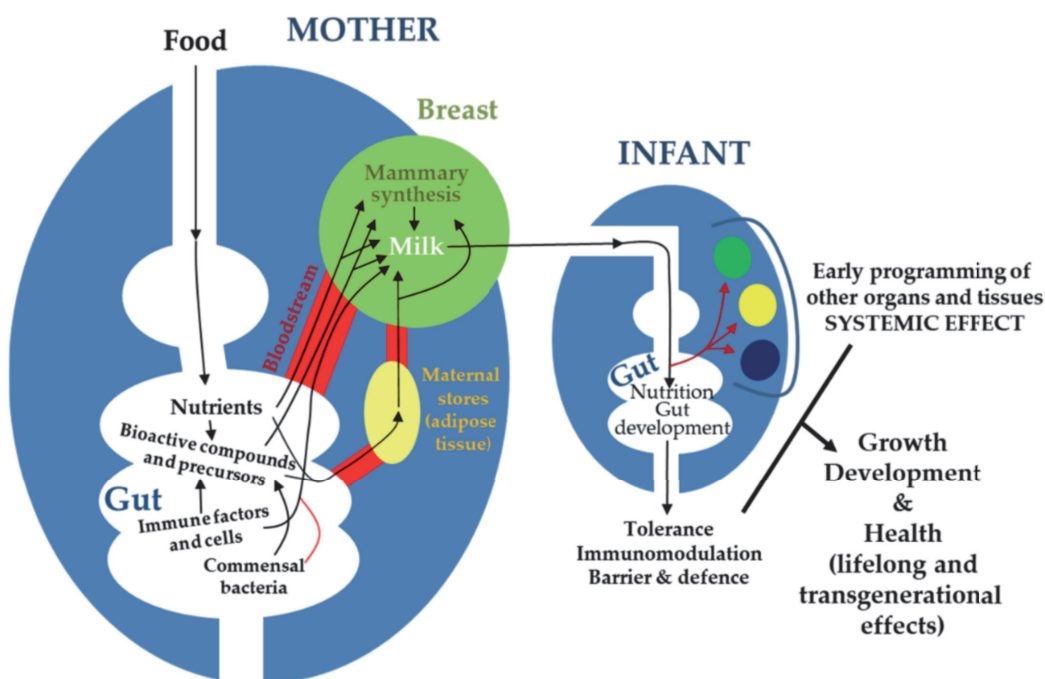 MOTHER
Food
Breast
Mammary
synthesis
Milk
Bloodstream
Maternal
stores
(adipose
tissue)
Nutrients
Bioactive compounds
and precursors
Gut
Immune factors
and cells
Commensal
bacteria
INFANT
Gut
Nutrition
Gut
development
Tolerance
Immunomodulation
Barrier & defence
Early programming of
other organs and tissues
SYSTEMIC EFFECT
Growth
Development
&
Health
(lifelong and
transgenerational
effects)